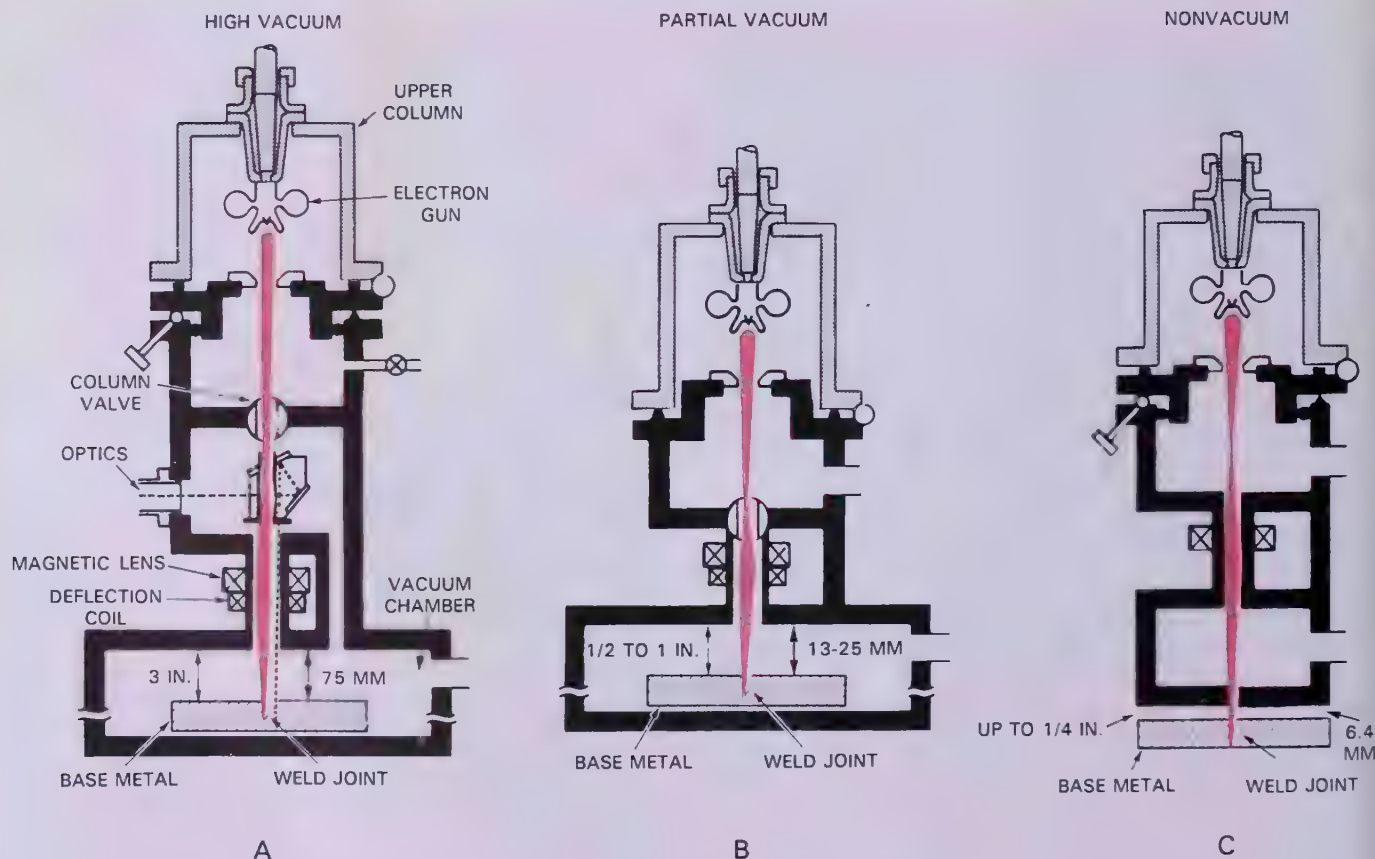 HIGH VACUUM
PARTIAL VACUUM
NONVACUUM
UPPER
COLUMN
ELECTRON
GUN
COLUMN
VALVE
OPTICS
MAGNETIC LENS
DEFLECTION
COIL
VACUUM
CHAMBER
3 IN.
75 MM
BASE METAL
WELD JOINT
1/2 TO 1 IN.
13-25 MM
BASE METAL
WELD JOINT
UP TO 1/4 IN.
6.4
MM
BASE METAL
WELD JOINT
A
B
C